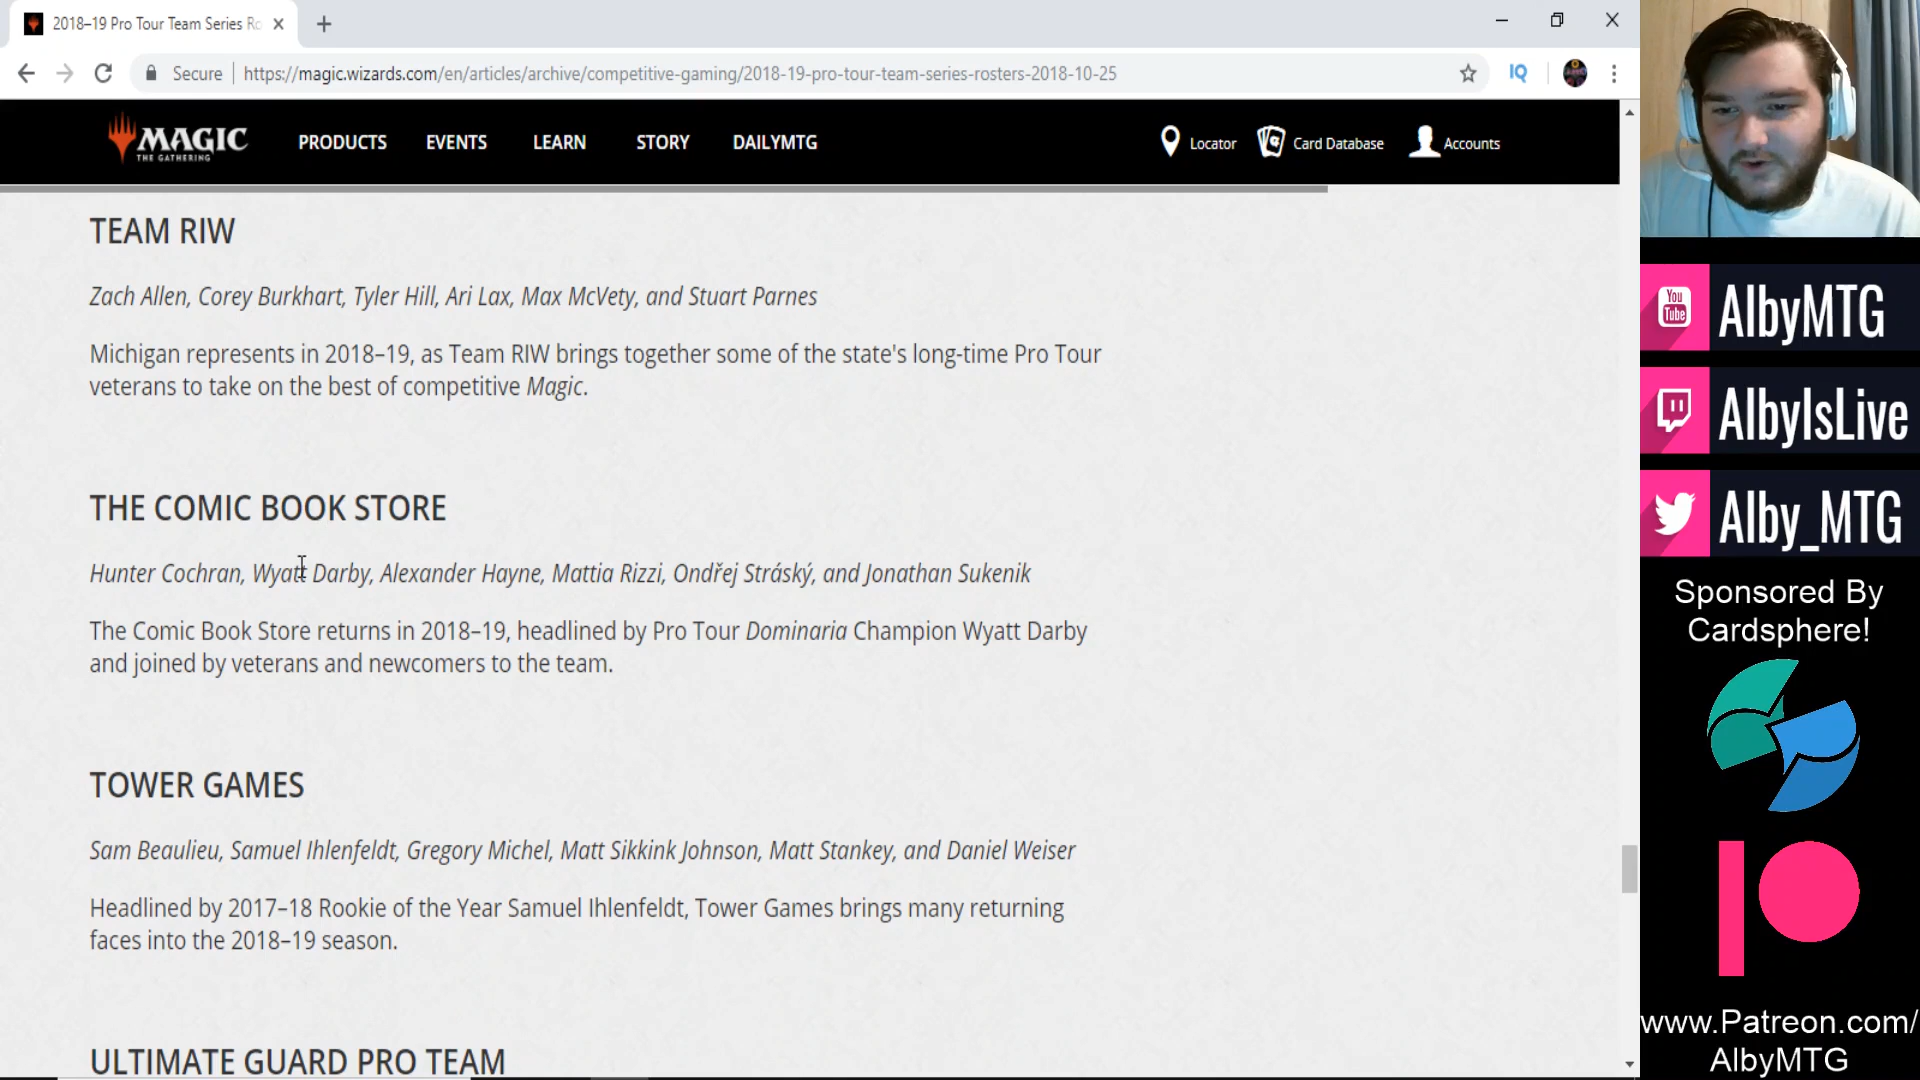 2018–19 Pro Tour Team Series Ro
Secure
https://magic.wizards.com/en/articles/archive/competitive-gaming/2018-19-pro-tour-team-series-rosters-2018-10-25
IQ
MAGIC
THE GATHERING
PRODUCTS EVENTS LEARN STORY DAILYMTG
Locator Card Database Accounts
TEAM RIW
Zach Allen, Corey Burkhart, Tyler Hill, Ari Lax, Max McVety, and Stuart Parnes
Michigan represents in 2018–19, as Team RIW brings together some of the state's long-time Pro Tour
veterans to take on the best of competitive Magic.
THE COMIC BOOK STORE
Hunter Cochran, Wyatt Darby, Alexander Hayne, Mattia Rizzi, Ondřej Stráský, and Jonathan Sukenik
The Comic Book Store returns in 2018–19, headlined by Pro Tour Dominaria Champion Wyatt Darby
and joined by veterans and newcomers to the team.
TOWER GAMES
Sam Beaulieu, Samuel Ihlenfeldt, Gregory Michel, Matt Sikkink Johnson, Matt Stankey, and Daniel Weiser
Headlined by 2017–18 Rookie of the Year Samuel Ihlenfeldt, Tower Games brings many returning
faces into the 2018–19 season.
ULTIMATE GUARD PRO TEAM
You
Tube
AlbyMTG
AlbyIsLive
Alby_MTG
Sponsored By
Cardsphere!
www.Patreon.com/
AlbyMTG